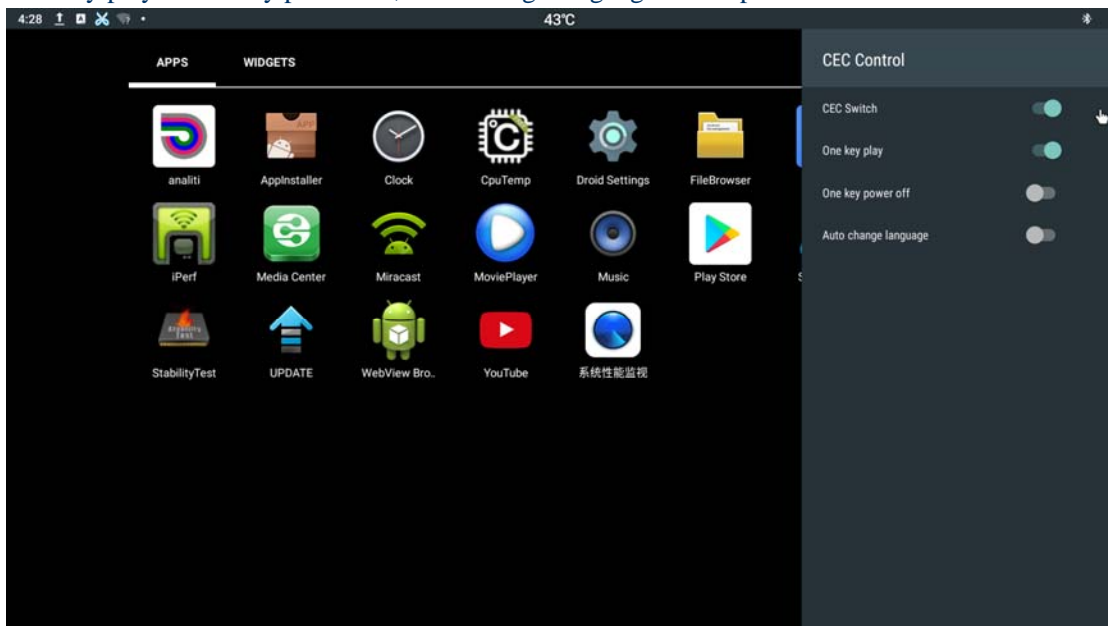 4:28
43℃
APPS
WIDGETS
analiti
AppInstaller
Clock
CpuTemp
Droid Settings
FileBrowser
iPerf
Media Center
Miracast
MoviePlayer
Music
Play Store
StabilityTest
UPDATE
WebView Bro..
YouTube
系统性能监视
CEC Control
CEC Switch
One key play
One key power off
Auto change language